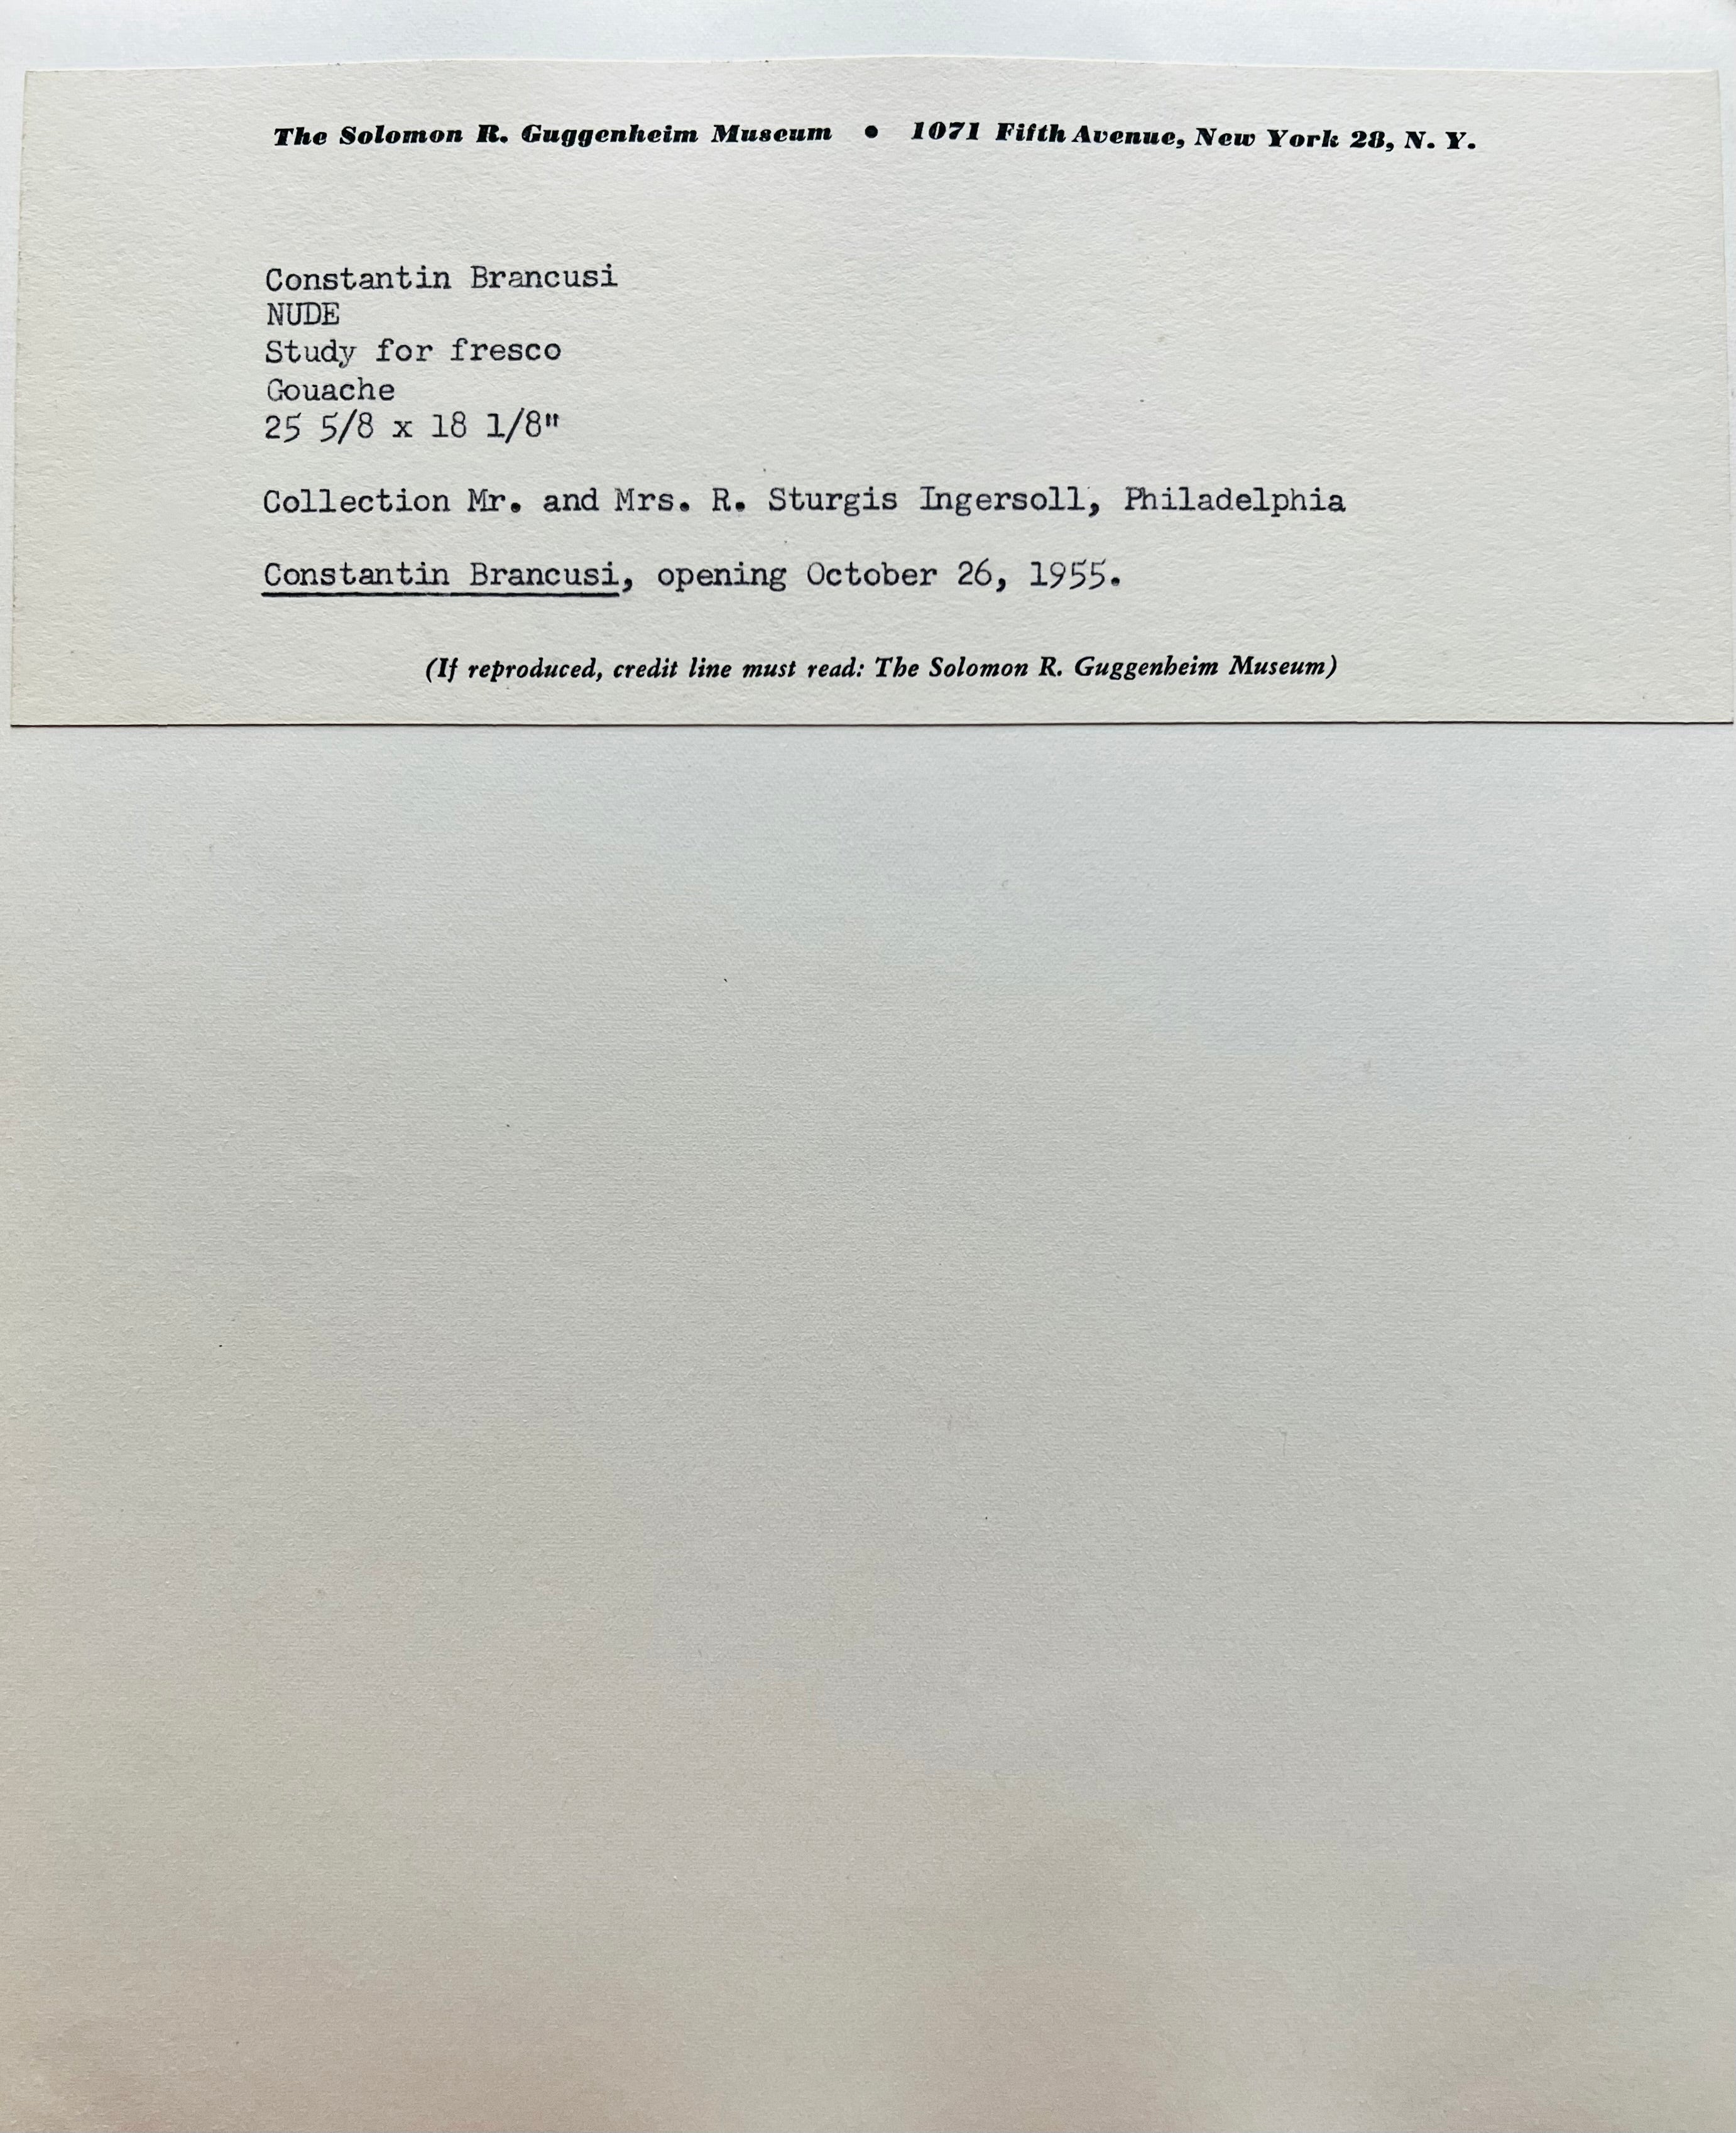 The Solomon R. Guggenheim Museum • 1071 Fifth Avenue, New York 28, N. Y.
Constantin Brancusi
NUDE
Study for fresco
Gouache
25 5/8 x 18 1/8"
Collection Mr. and Mrs. R. Sturgis Ingersoll, Philadelphia
Constantin Brancusi, opening October 26, 1955.
(If reproduced, credit line must read: The Solomon R. Guggenheim Museum)